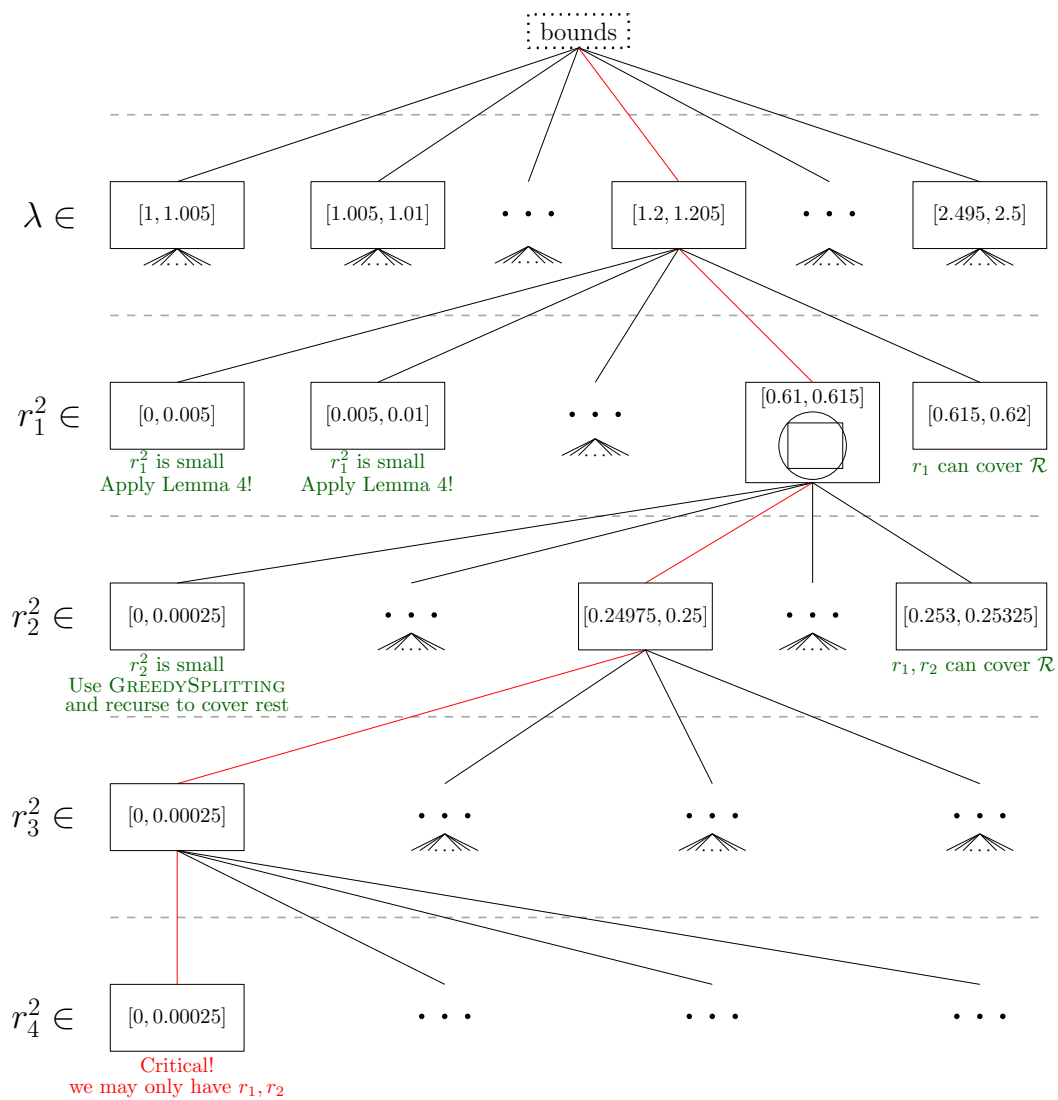 bounds
λ ∈
[1, 1.005]
[1.005, 1.01]
• • •
[1.2, 1.205]
• • •
[2.495, 2.5]
r₁² ∈
[0, 0.005]
[0.005, 0.01]
• • •
[0.61, 0.615]
[0.615, 0.62]
r₁² is small
Apply Lemma 4!
r₁² is small
Apply Lemma 4!
r₁ can cover ℛ
r₂² ∈
[0, 0.00025]
• • •
[0.24975, 0.25]
• • •
[0.253, 0.25325]
r₂² is small
Use GREEDYSPLITTING
and recurse to cover rest
r₁, r₂ can cover ℛ
r₃² ∈
[0, 0.00025]
• • •
• • •
• • •
r₄² ∈
[0, 0.00025]
• • •
• • •
• • •
Critical!
we may only have r₁, r₂